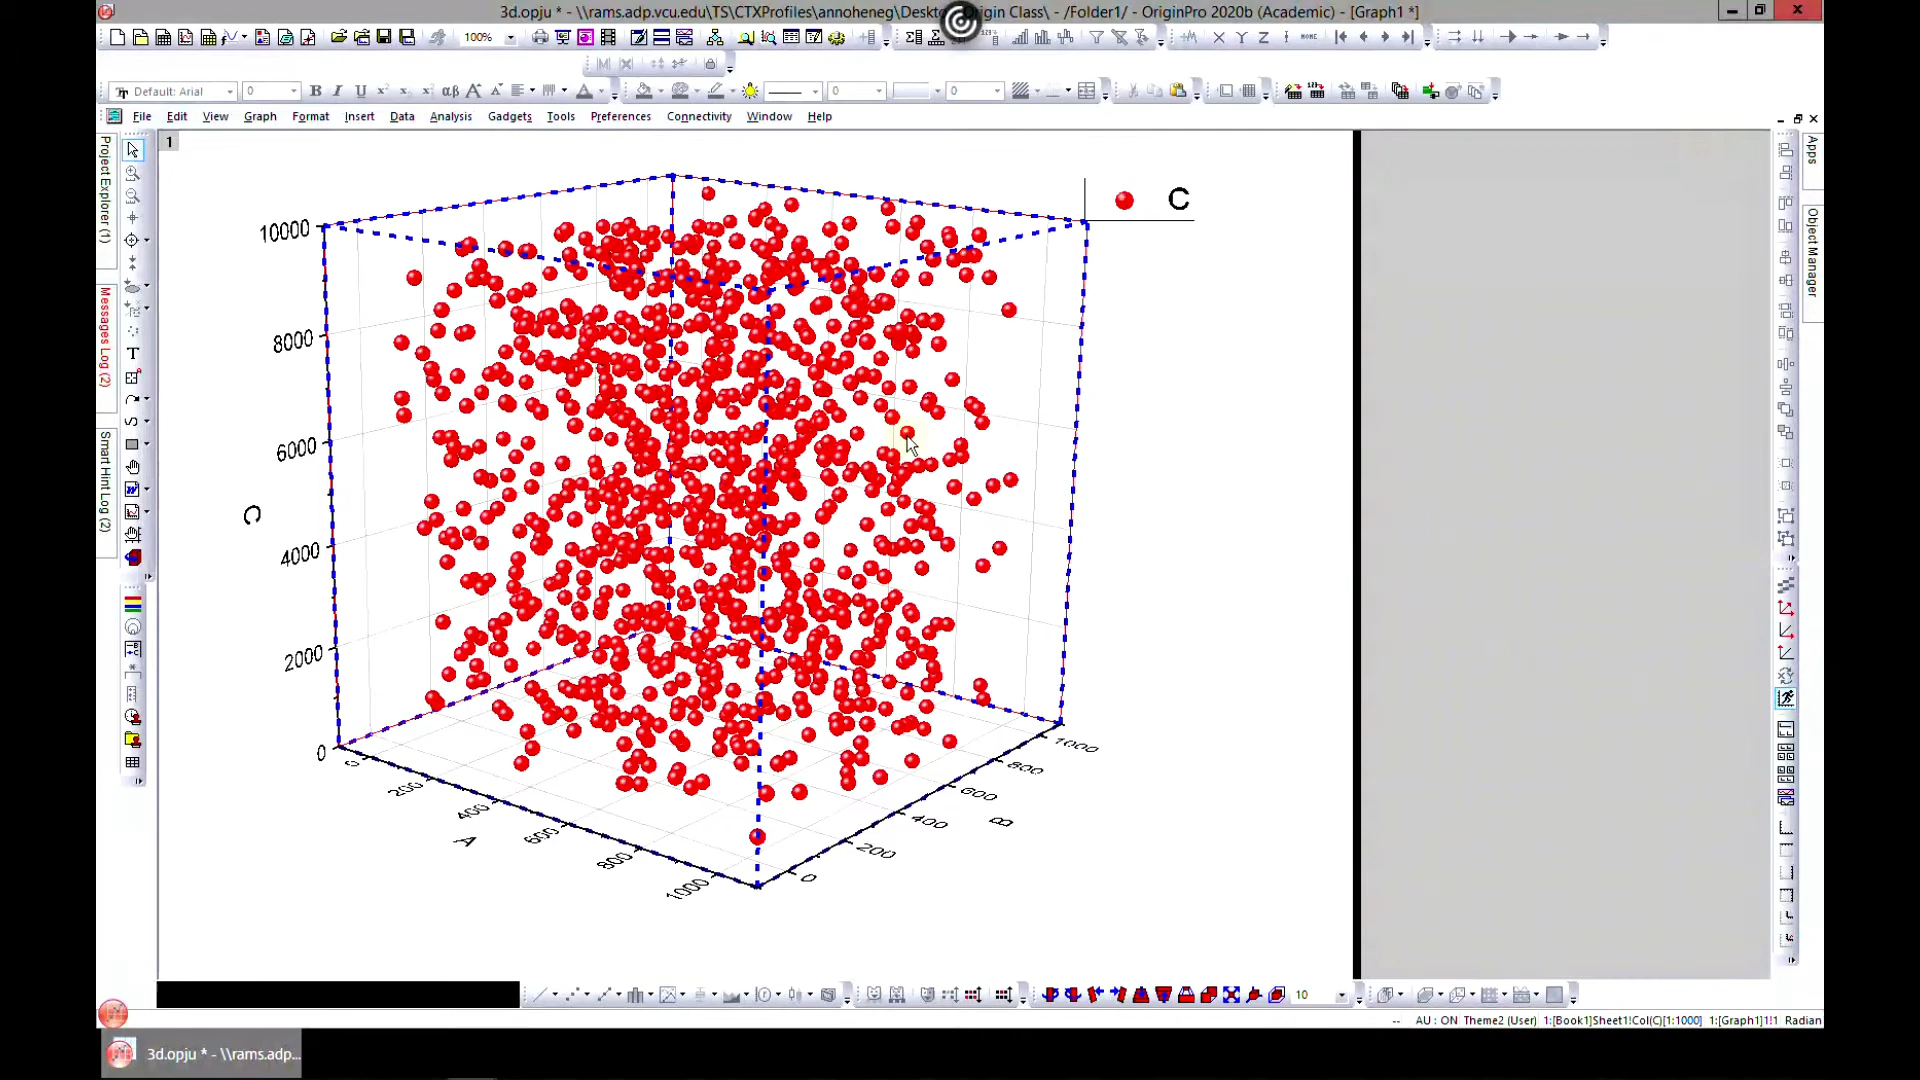 3d.opju * - \\rams.adp.vcu.edu\TS\CTXProfiles\annoheneg\Deskto Origin Class\ - /Folder1/ - OriginPro 2020b (Academic) - [Graph1 *]
100%
Default: Arial 0 B I U αβ A A 0 0
File Edit View Graph Format Insert Data Analysis Gadgets Tools Preferences Connectivity Window Help
1
Project Explorer (1)
Messages Log (2)
Smart Hint Log (2)
Apps
Object Manager
C
10000
8000
6000
4000
2000
0
C
0
200
400
600
800
1000
A
0
200
400
600
800
1000
B
10
-- AU : ON Theme2 (User) 1:[Book1]Sheet1!Col(C)[1:1000] 1:[Graph1]1!1 Radian
3d.opju * - \\rams.adp...